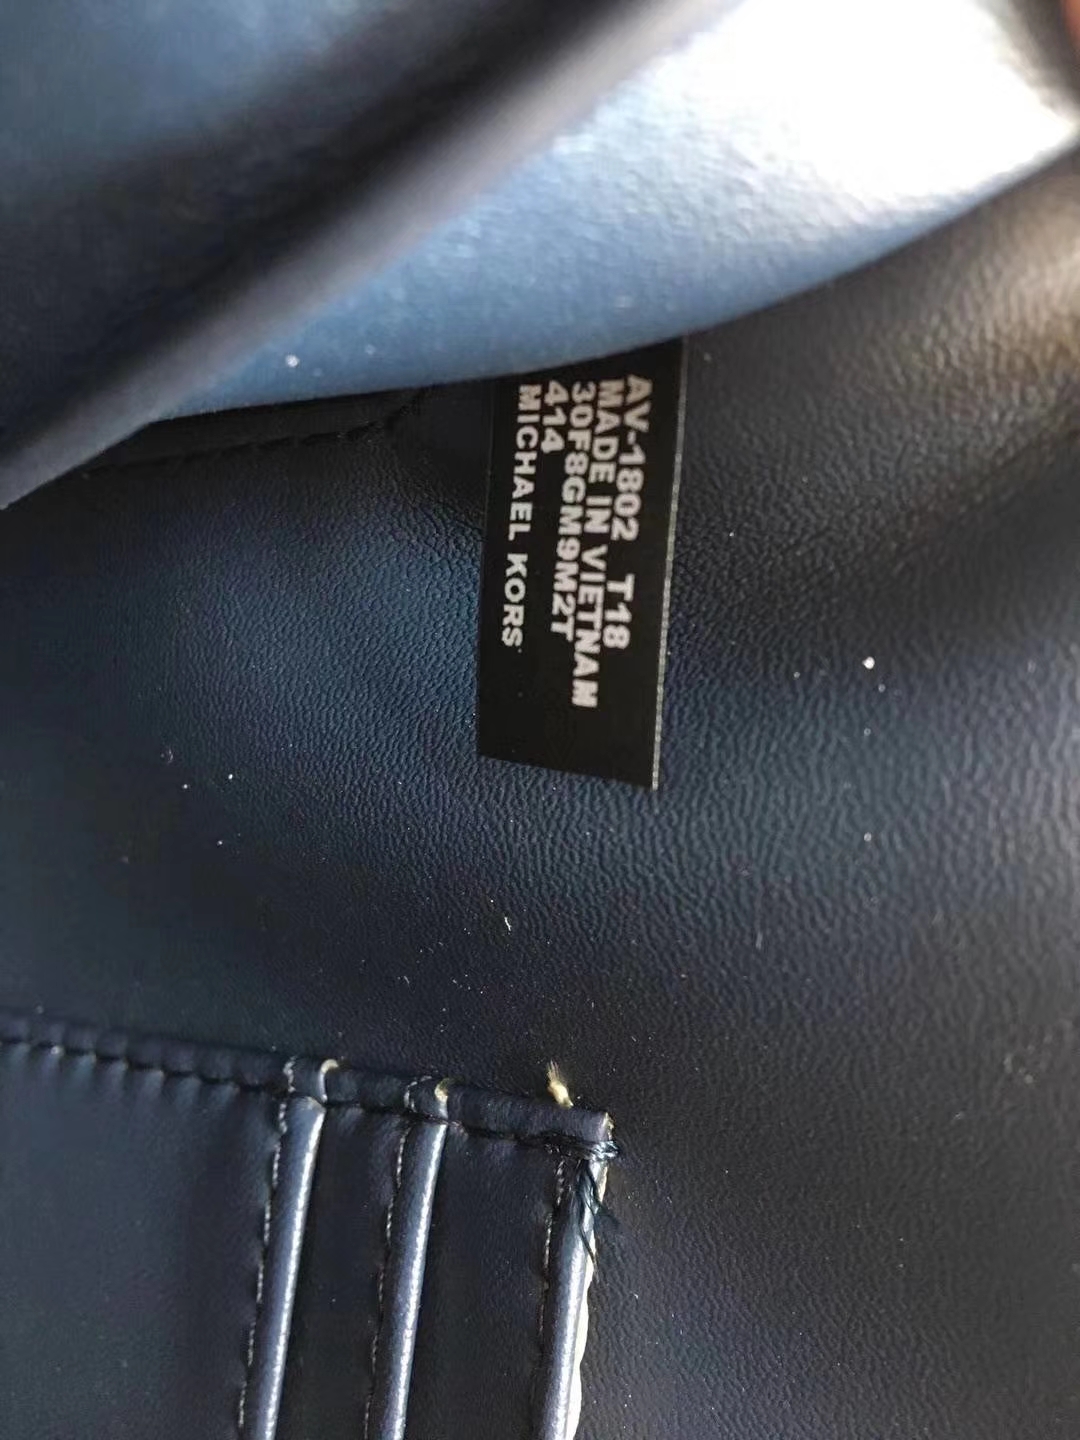 AV-1802 T18
MADE IN VIETNAM
30F8GM9M2T
414
MICHAEL KORS